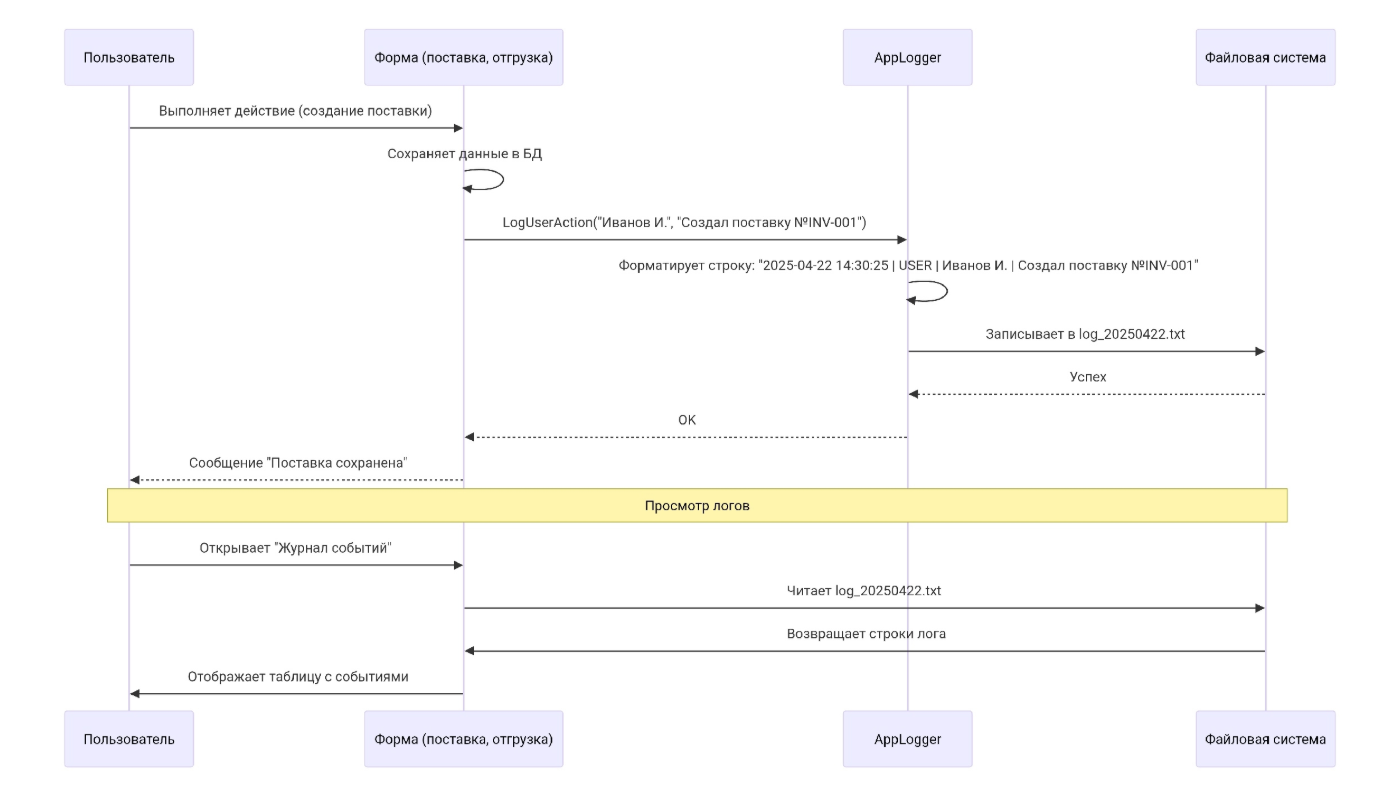 Пользователь
Форма (поставка, отгрузка)
AppLogger
Файловая система
Выполняет действие (создание поставки)
Сохраняет данные в БД
LogUserAction("Иванов И.", "Создал поставку №INV-001")
Форматирует строку: "2025-04-22 14:30:25 | USER | Иванов И. | Создал поставку №INV-001"
Записывает в log_20250422.txt
Успех
OK
Сообщение "Поставка сохранена"
Просмотр логов
Открывает "Журнал событий"
Читает log_20250422.txt
Возвращает строки лога
Отображает таблицу с событиями
Пользователь
Форма (поставка, отгрузка)
AppLogger
Файловая система